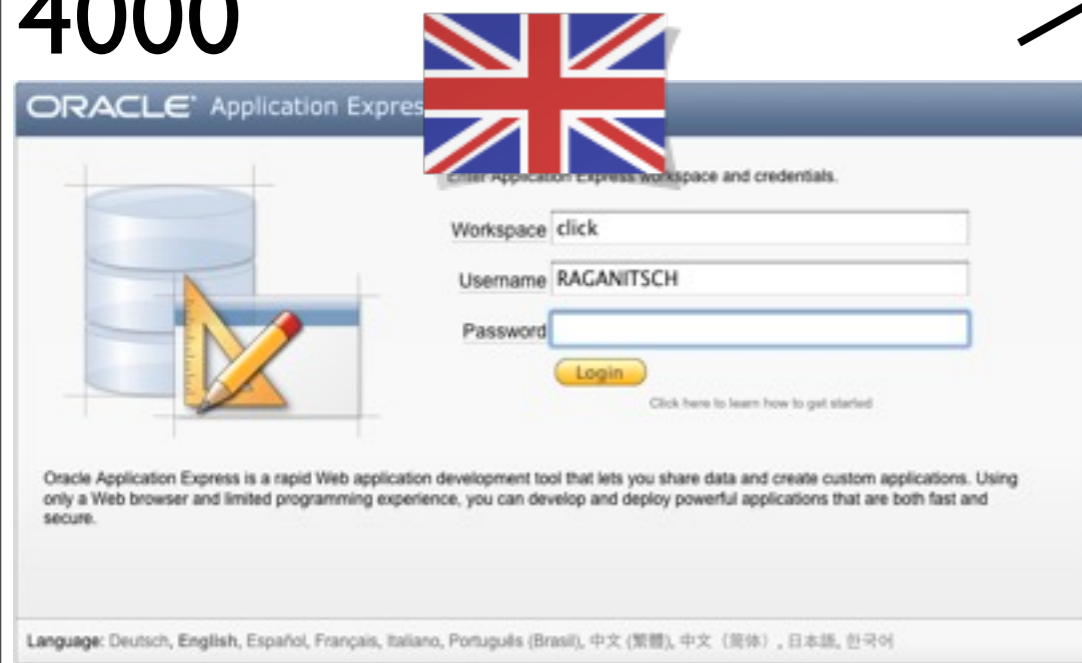 4000
ORACLE Application Expres
Enter Application Express workspace and credentials.
Workspace click
Username RAGANITSCH
Password
Login
Click here to learn how to get started
Oracle Application Express is a rapid Web application development tool that lets you share data and create custom applications. Using
only a Web browser and limited programming experience, you can develop and deploy powerful applications that are both fast and
secure.
Language: Deutsch, English, Español, Français, Italiano, Português (Brasil), 中文 (繁體), 中文（简体）, 日本語, 한국어